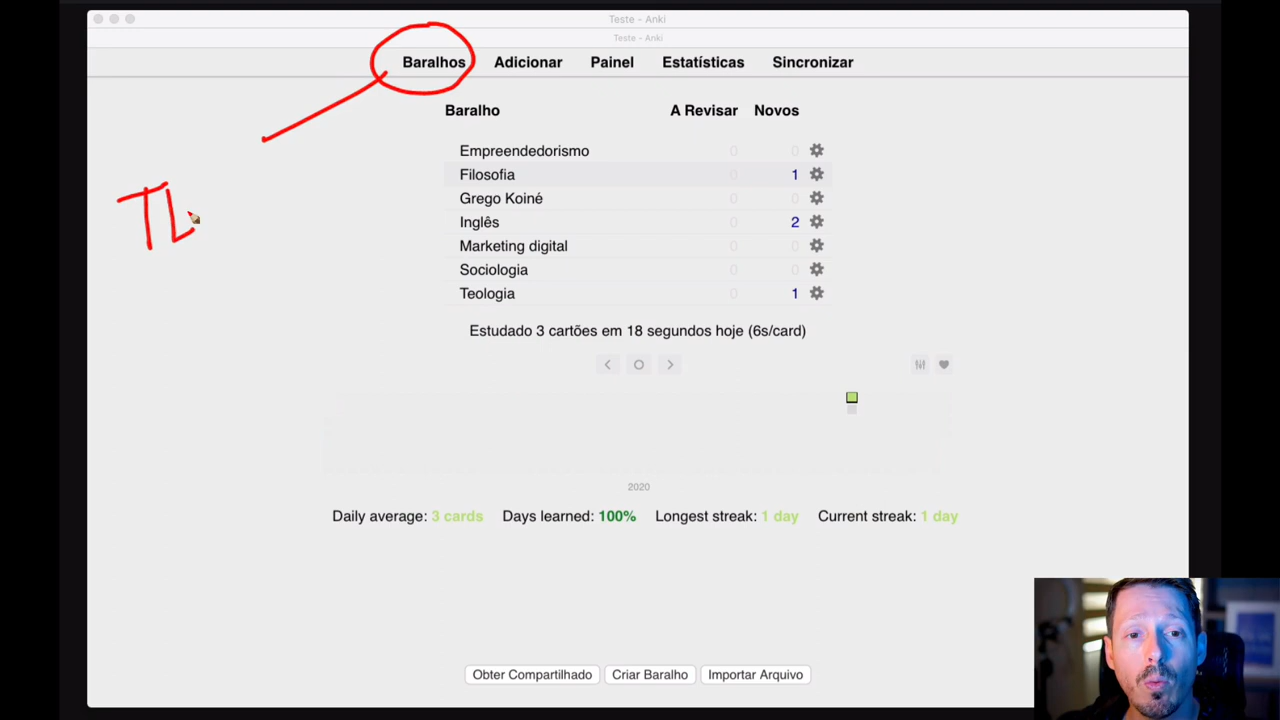 Teste - Anki
Teste - Anki
Baralhos Adicionar Painel Estatísticas Sincronizar
Baralho A Revisar Novos
Empreendedorismo 0 0
Filosofia 0 1
Grego Koiné 0 0
Inglês 0 2
Marketing digital 0 0
Sociologia 0 0
Teologia 0 1
TL
Estudado 3 cartões em 18 segundos hoje (6s/card)
2020
Daily average: 3 cards Days learned: 100% Longest streak: 1 day Current streak: 1 day
Obter Compartilhado Criar Baralho Importar Arquivo